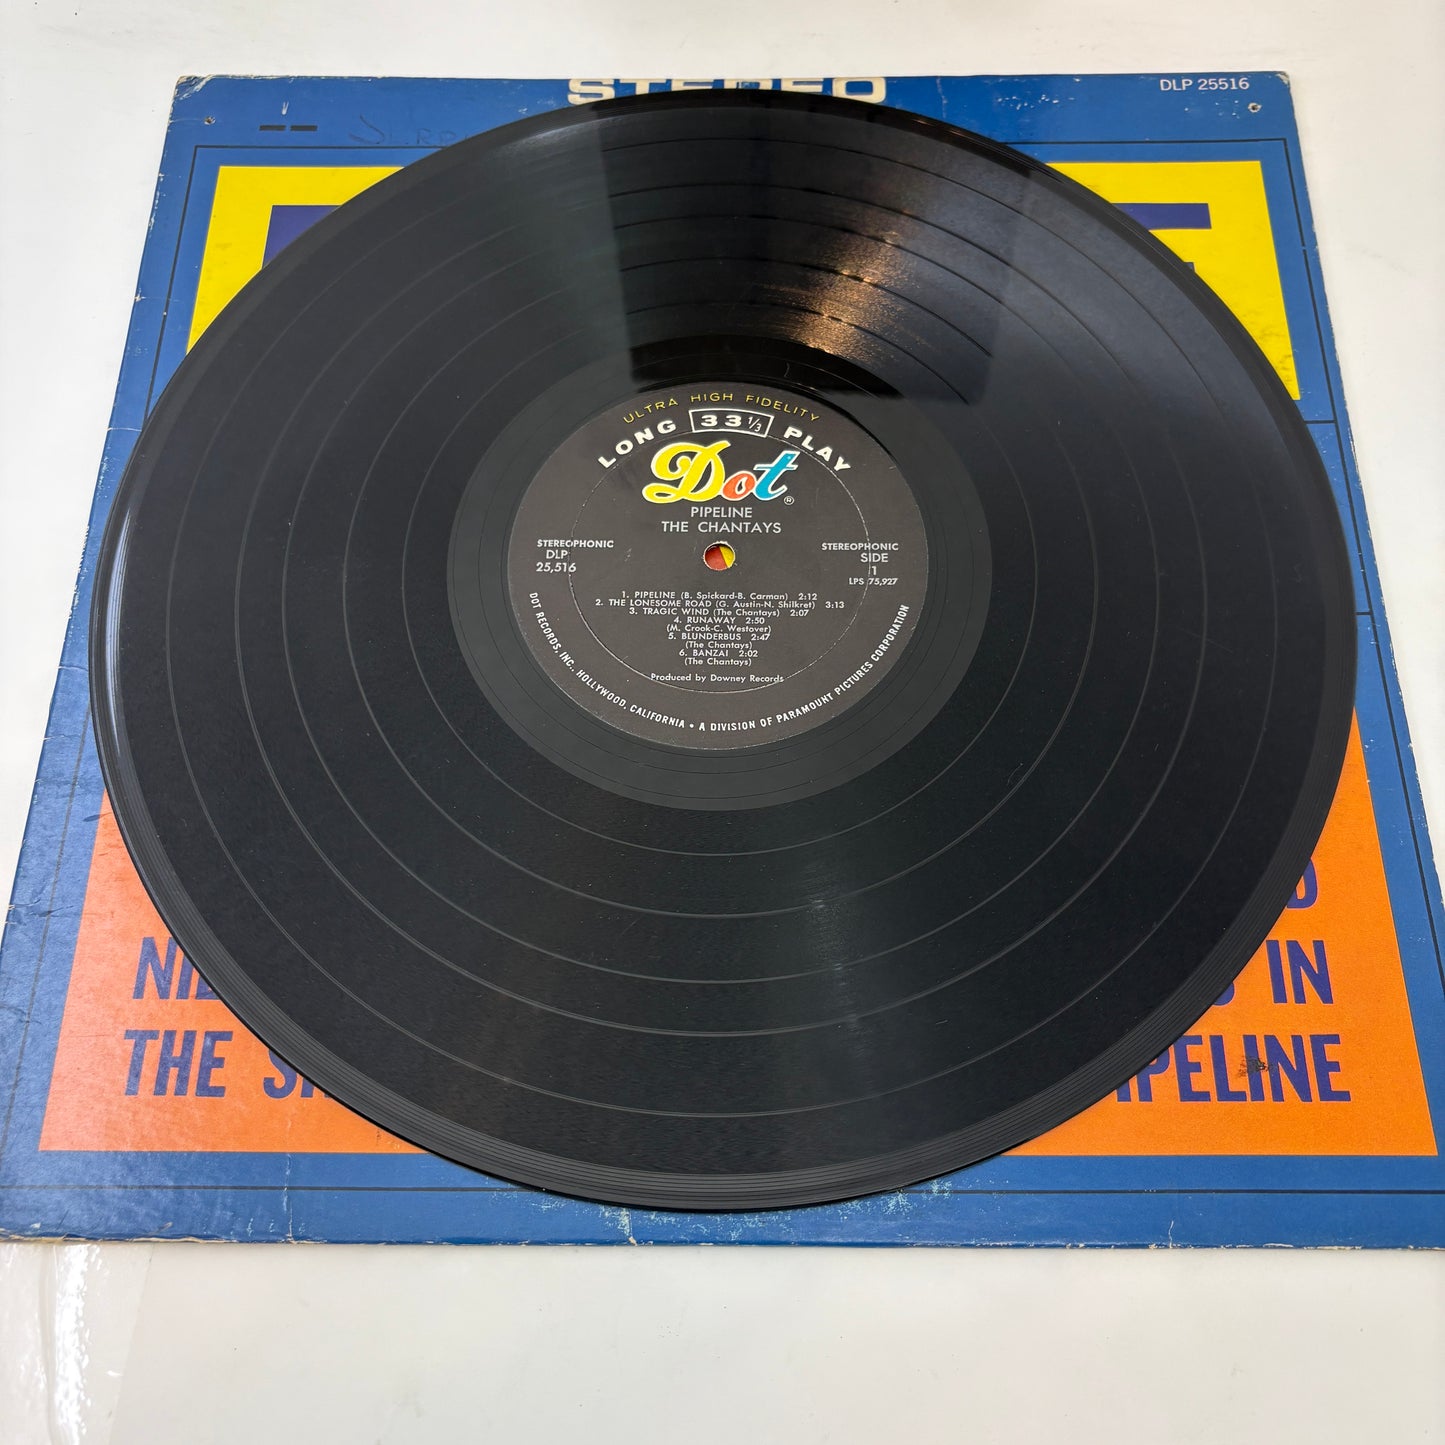 STEREO
DLP 25516
ULTRA HIGH FIDELITY
LONG 33 1/3 PLAY
Dot ®
PIPELINE
THE CHANTAYS
STEREOPHONIC
DLP
25,516
STEREOPHONIC
SIDE
1
LPS 75,927
1. PIPELINE (B. Spickard-B. Carman) 2:12
2. THE LONESOME ROAD (G. Austin-N. Shilkret) 3:13
3. TRAGIC WIND (The Chantays) 2:07
4. RUNAWAY 2:50
(M. Crook-C. Westover)
5. BLUNDERBUS 2:47
(The Chantays)
6. BANZAI 2:02
(The Chantays)
Produced by Downey Records
DOT RECORDS, INC., HOLLYWOOD, CALIFORNIA • A DIVISION OF PARAMOUNT PICTURES CORPORATION
IN
THE
PIPELINE